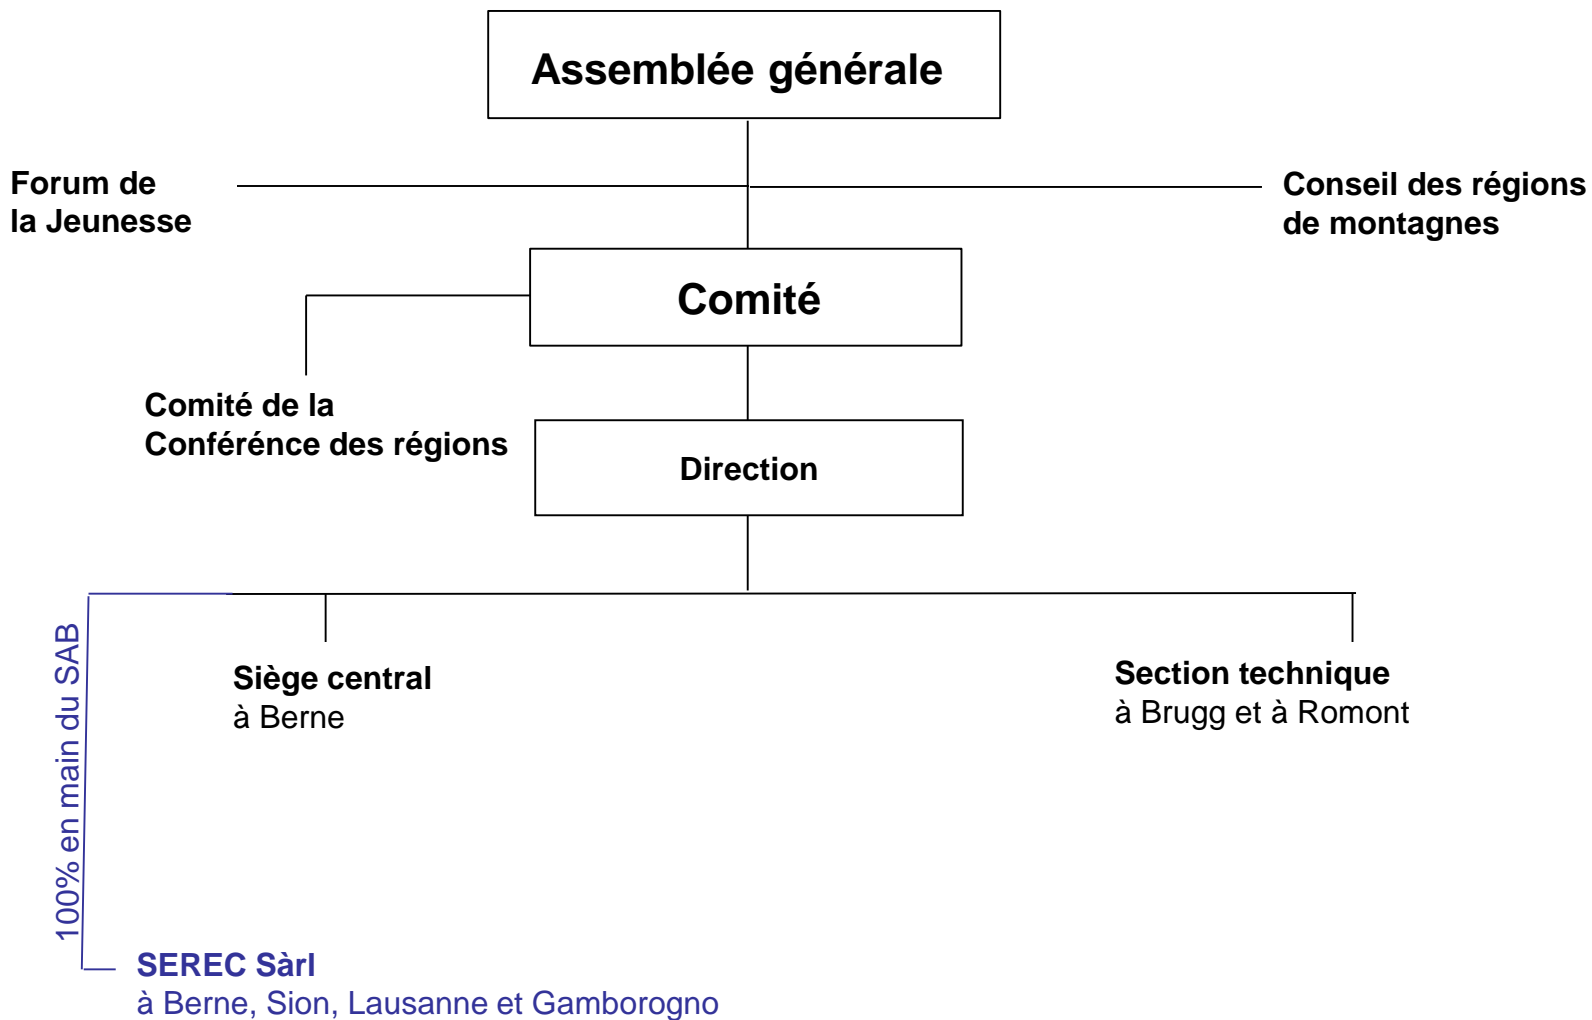 Assemblée générale
Forum de
la Jeunesse
Conseil des régions
de montagnes
Comité
Comité de la
Conférénce des régions
Direction
100% en main du SAB
Siège central
à Berne
Section technique
à Brugg et à Romont
SEREC Sàrl
à Berne, Sion, Lausanne et Gamborogno